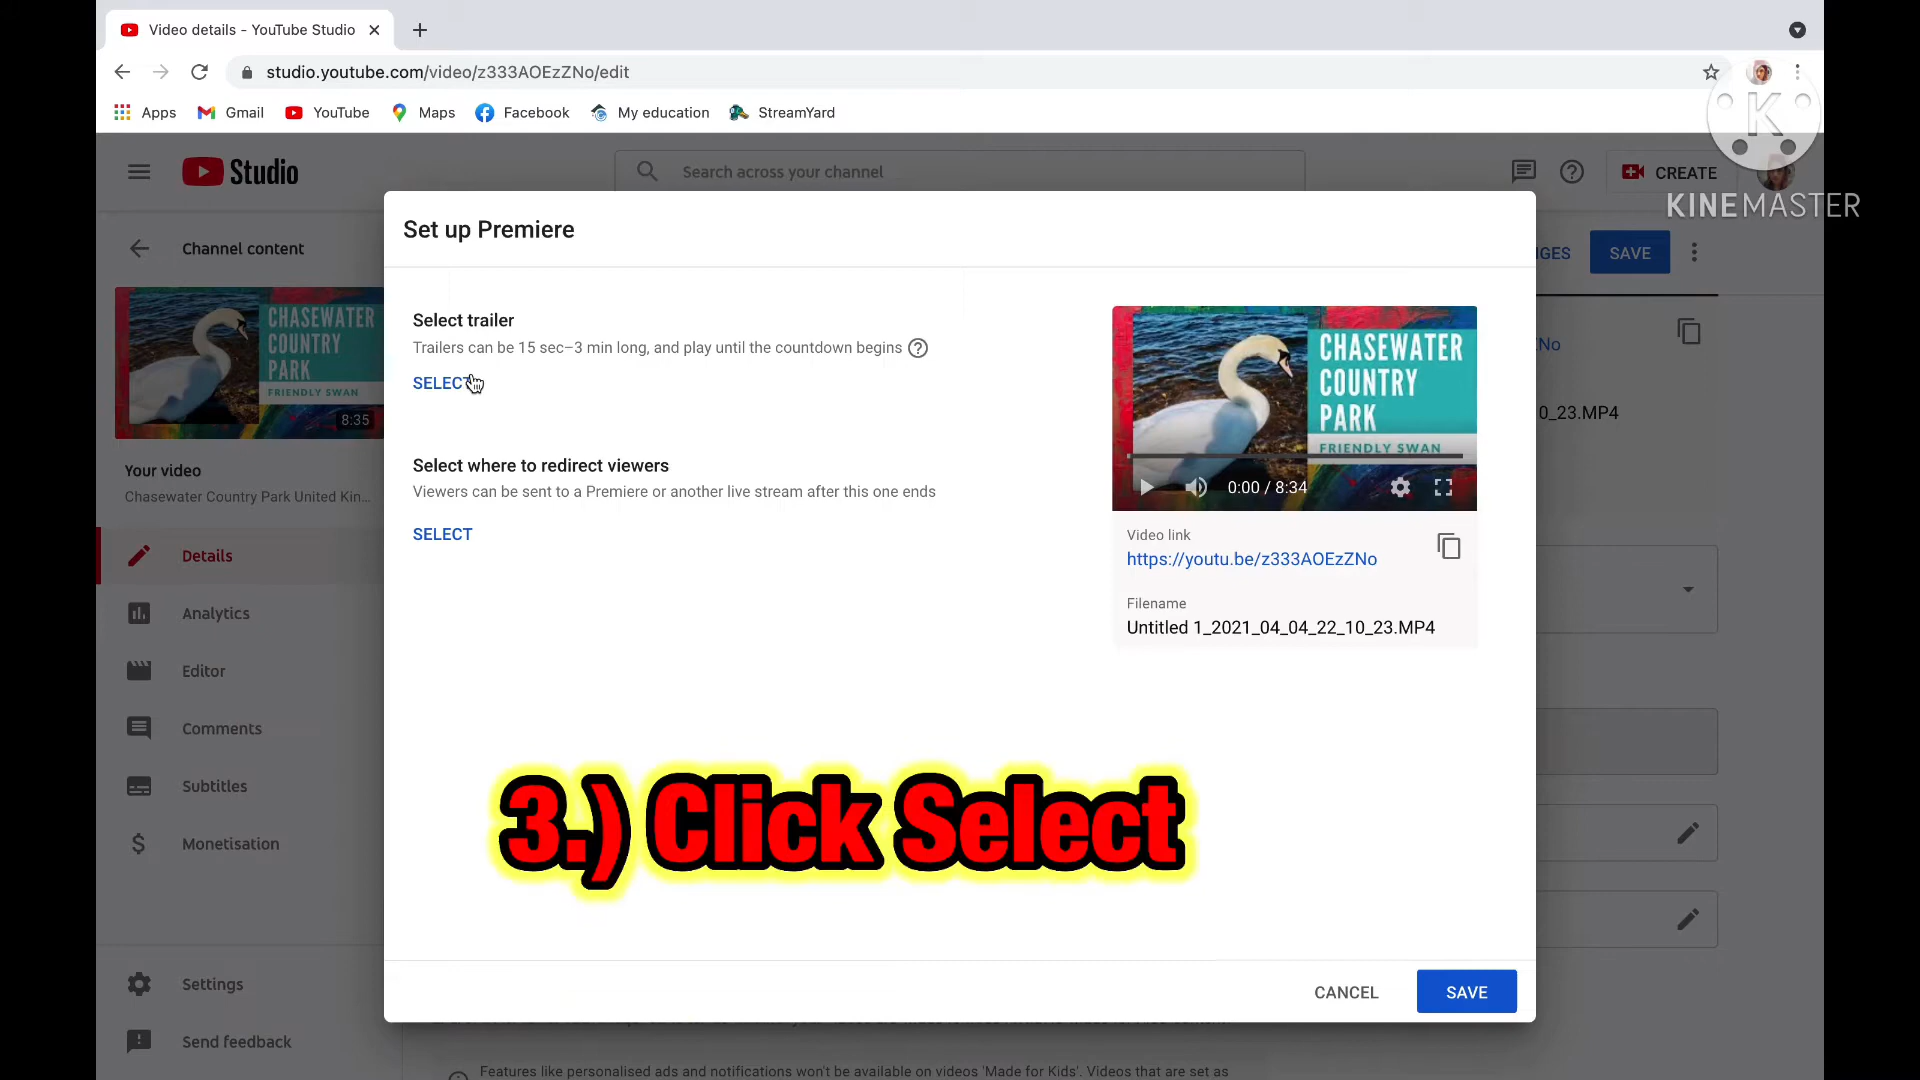 Video details - YouTube Studio
studio.youtube.com/video/z333AOEzZNo/edit
Apps
Gmail
YouTube
Maps
Facebook
My education
StreamYard
K
KINEMASTER
Studio
Search across your channel
CREATE
Channel content
NGES
SAVE
CHASEWATER
COUNTRY
PARK
FRIENDLY SWAN
8:35
Your video
Chasewater Country Park United Kin...
Details
Analytics
Editor
Comments
Subtitles
$ Monetisation
Settings
Send feedback
Set up Premiere
Select trailer
Trailers can be 15 sec–3 min long, and play until the countdown begins
SELECT
Select where to redirect viewers
Viewers can be sent to a Premiere or another live stream after this one ends
SELECT
CHASEWATER
COUNTRY
PARK
FRIENDLY SWAN
0:00 / 8:34
Video link
https://youtu.be/z333AOEzZNo
Filename
Untitled 1_2021_04_04_22_10_23.MP4
No
0_23.MP4
3.) Click Select
CANCEL
SAVE
Features like personalised ads and notifications won't be available on videos 'Made for Kids'. Videos that are set as